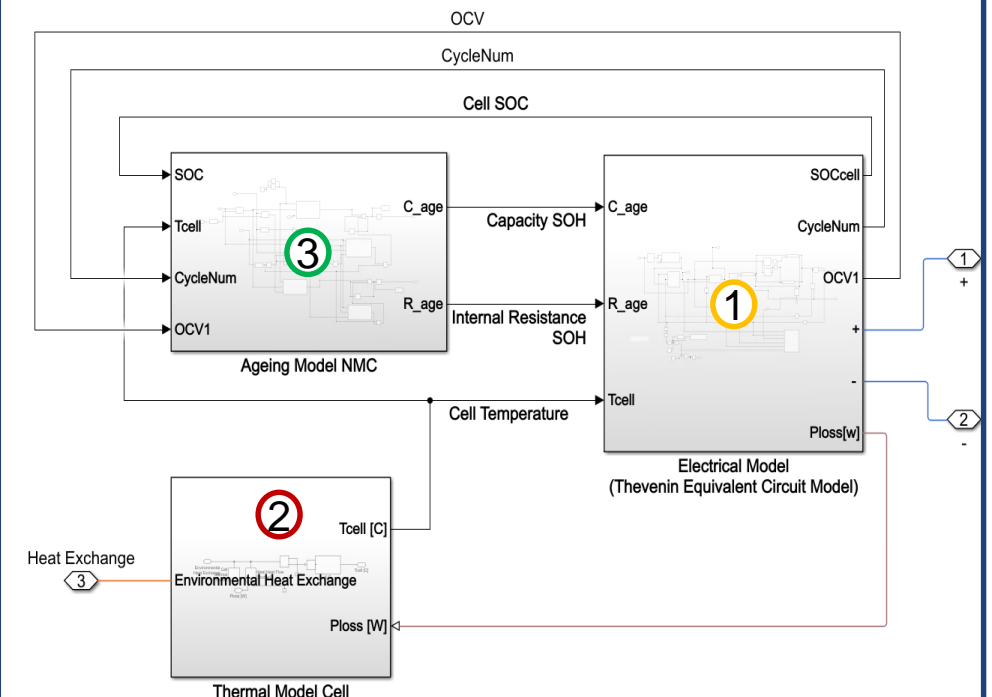 OCV
CycleNum
Cell SOC
SOC
Tcell
CycleNum
OCV1
C_age
R_age
3
Ageing Model NMC
Capacity SOH
Internal Resistance
SOH
Cell Temperature
C_age
R_age
Tcell
1
SOCcell
CycleNum
OCV1
+
-
Ploss[w]
Electrical Model
(Thevenin Equivalent Circuit Model)
1
+
2
-
2
Tcell [C]
Heat Exchange
3
Environmental Heat Exchange
Ploss [W]
Thermal Model Cell